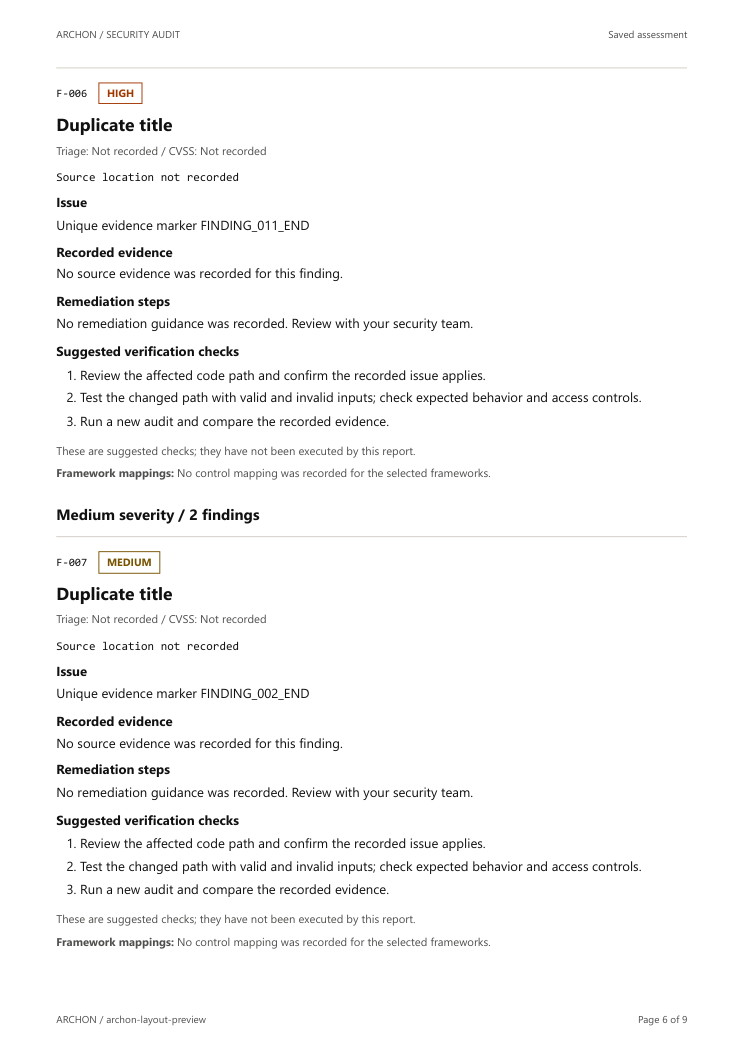 ARCHON / SECURITY AUDIT
Saved assessment
F-006 HIGH
Duplicate title
Triage: Not recorded / CVSS: Not recorded
Source location not recorded
Issue
Unique evidence marker FINDING_011_END
Recorded evidence
No source evidence was recorded for this finding.
Remediation steps
No remediation guidance was recorded. Review with your security team.
Suggested verification checks
1. Review the affected code path and confirm the recorded issue applies.
2. Test the changed path with valid and invalid inputs; check expected behavior and access controls.
3. Run a new audit and compare the recorded evidence.
These are suggested checks; they have not been executed by this report.
Framework mappings: No control mapping was recorded for the selected frameworks.
Medium severity / 2 findings
F-007 MEDIUM
Duplicate title
Triage: Not recorded / CVSS: Not recorded
Source location not recorded
Issue
Unique evidence marker FINDING_002_END
Recorded evidence
No source evidence was recorded for this finding.
Remediation steps
No remediation guidance was recorded. Review with your security team.
Suggested verification checks
1. Review the affected code path and confirm the recorded issue applies.
2. Test the changed path with valid and invalid inputs; check expected behavior and access controls.
3. Run a new audit and compare the recorded evidence.
These are suggested checks; they have not been executed by this report.
Framework mappings: No control mapping was recorded for the selected frameworks.
ARCHON / archon-layout-preview
Page 6 of 9